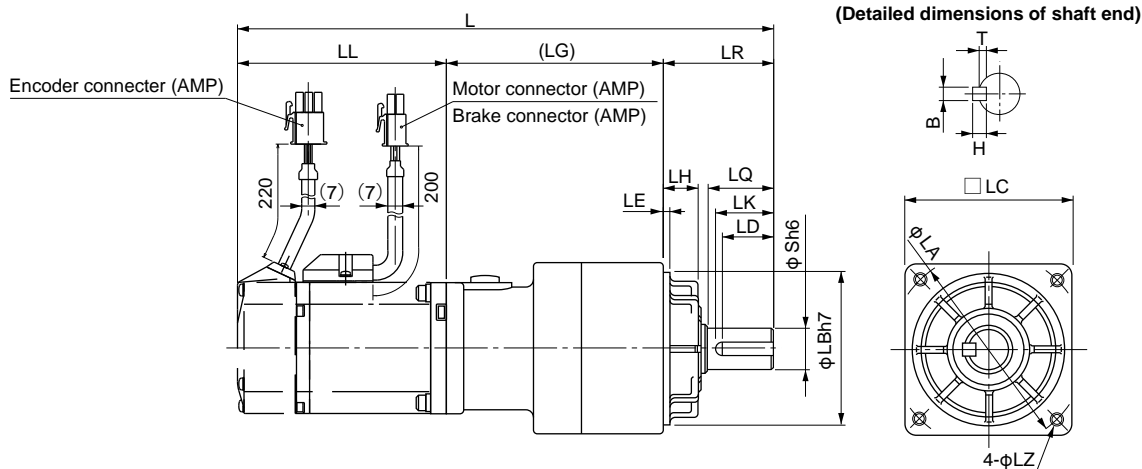 (Detailed dimensions of shaft end)
L
LL
(LG)
LR
T
B
H
Encoder connecter (AMP)
Motor connector (AMP)
Brake connector (AMP)
220
(7)
(7)
200
LH
LQ
LE
LK
LD
φSh6
φLBh7
□ LC
φLA
4-φLZ